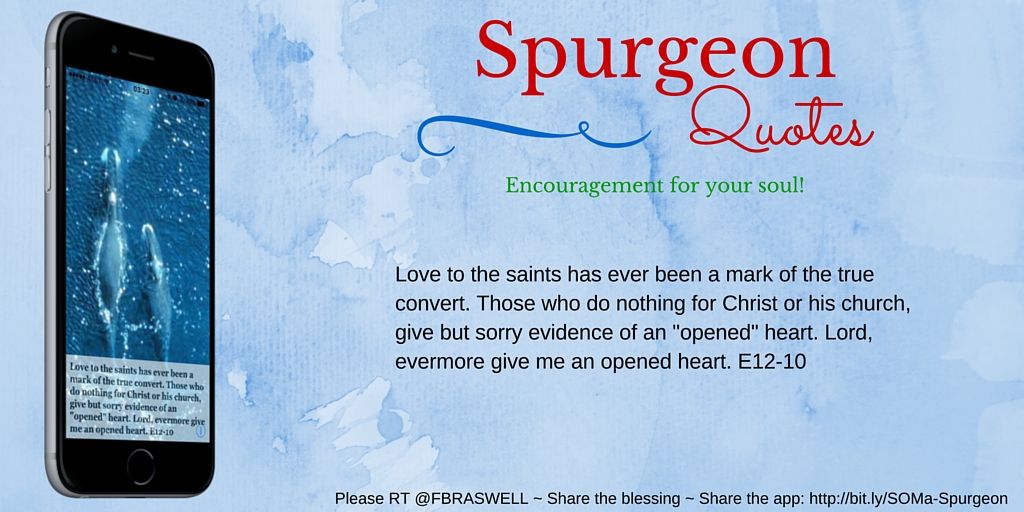 Spurgeon
Quotes
Encouragement for your soul!
Love to the saints has ever been a mark of the true
convert. Those who do nothing for Christ or his church,
give but sorry evidence of an "opened" heart. Lord,
evermore give me an opened heart. E12-10
03:23
Love to the saints has ever been a
mark of the true convert. Those who
do nothing for Christ or his church,
give but sorry evidence of an
"opened" heart. Lord, evermore give
me an opened heart. E12-10
Please RT @FBRASWELL ~ Share the blessing ~ Share the app: http://bit.ly/SOMa-Spurgeon